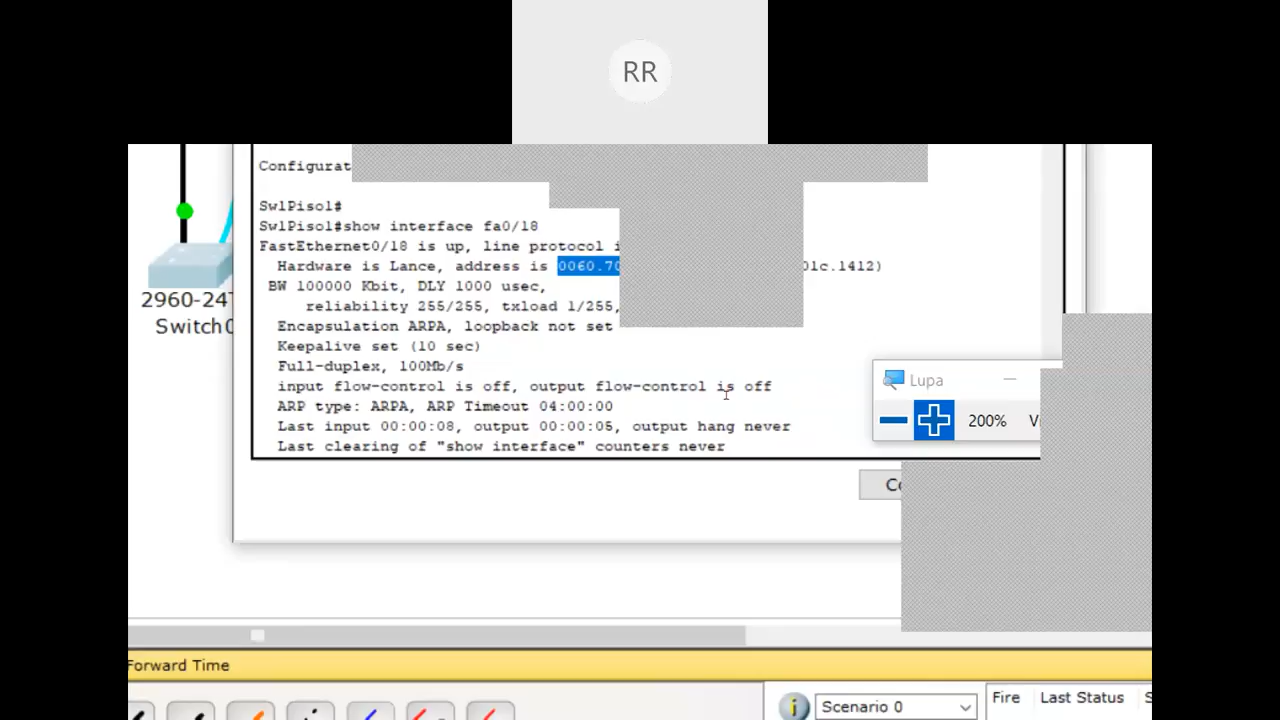 RR
Configurat
Sw1Piso1#
Sw1Piso1#show interface fa0/18
FastEthernet0/18 is up, line protocol
Hardware is Lance, address is 0060.70
01c.1412)
BW 100000 Kbit, DLY 1000 usec,
reliability 255/255, txload 1/255,
Encapsulation ARPA, loopback not set
Keepalive set (10 sec)
Full-duplex, 100Mb/s
input flow-control is off, output flow-control is off
ARP type: ARPA, ARP Timeout 04:00:00
Last input 00:00:08, output 00:00:05, output hang never
Last clearing of "show interface" counters never
2960-24
Switch0
Lupa
200%
Forward Time
Scenario 0
Fire
Last Status